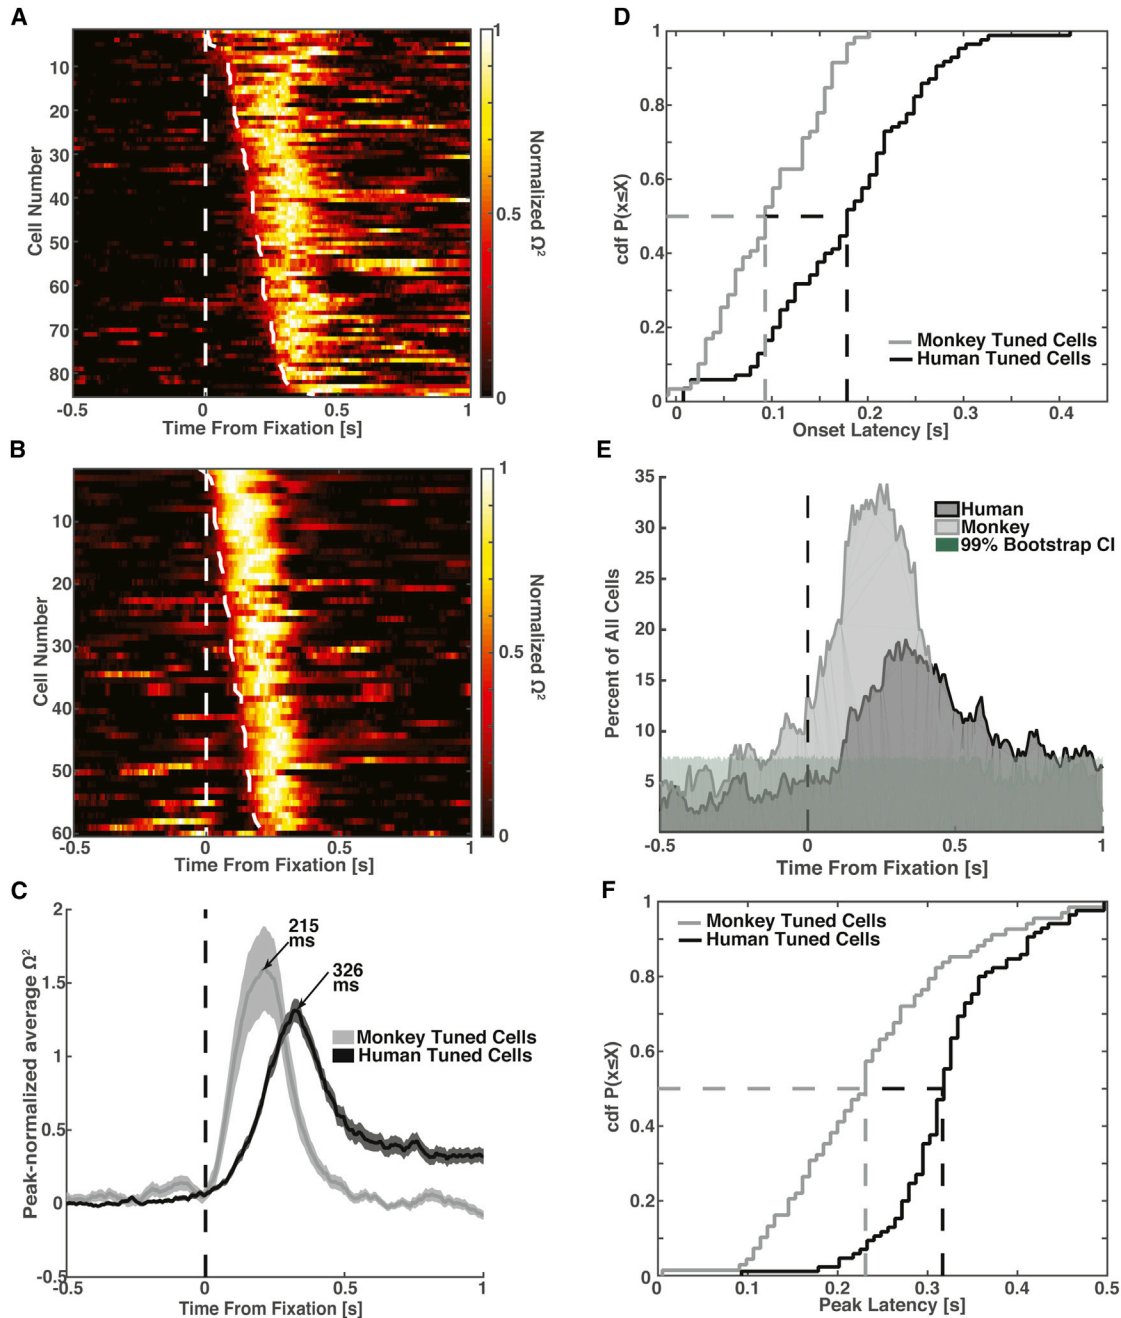 A
1
10
20
30
40
50
60
70
80
Cell Number
-0.5
0
0.5
1
Time From Fixation [s]
0.5
0
Normalized Ω²
B
1
10
20
30
40
50
60
Cell Number
-0.5
0
0.5
1
Time From Fixation [s]
0.5
0
Normalized Ω²
C
2
1.5
1
0.5
0
-0.5
Peak-normalized average Ω²
215
ms
326
ms
Monkey Tuned Cells
Human Tuned Cells
0
0.5
1
Time From Fixation [s]
D
1
0.8
0.6
0.4
0.2
0
cdf P(x≤X)
Monkey Tuned Cells
Human Tuned Cells
0
0.1
0.2
0.3
0.4
Onset Latency [s]
E
35
30
25
20
15
10
5
Percent of All Cells
Human
Monkey
99% Bootstrap CI
-0.5
0
0.5
1
Time From Fixation [s]
F
1
0.8
0.6
0.4
0.2
0
cdf P(x≤X)
Monkey Tuned Cells
Human Tuned Cells
0
0.1
0.2
0.3
0.4
0.5
Peak Latency [s]